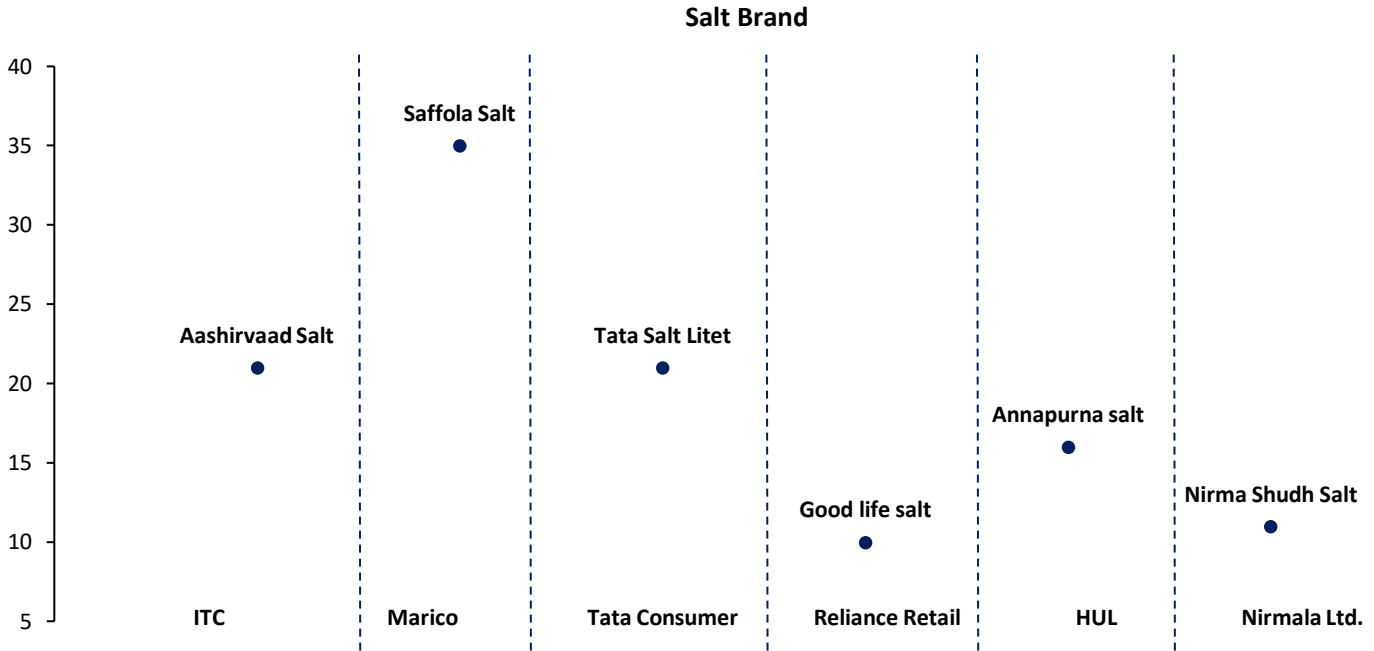 Salt Brand
40
35
30
25
20
15
10
5
Saffola Salt
Aashirvaad Salt
Tata Salt Litet
Annapurna salt
Nirma Shudh Salt
Good life salt
ITC
Marico
Tata Consumer
Reliance Retail
HUL
Nirmala Ltd.